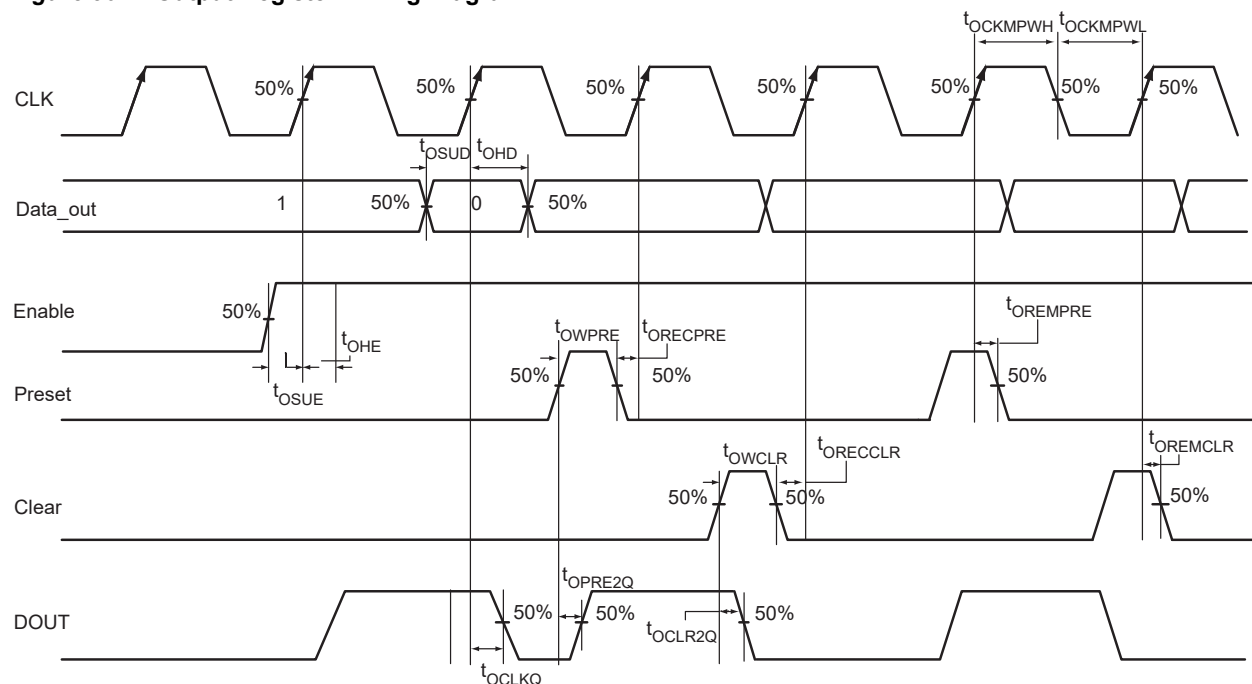 tOCKMPWH tOCKMPWL
CLK
50% 50% 50% 50% 50% 50% 50%
tOSUD tOHD
Data_out
1 50% 0 50%
Enable
50%
tOHE
tOSUE
tOWPRE tORECPRE
tOREMPRE
Preset
50% 50% 50%
tOWCLR tORECCLR
tOREMCLR
Clear
50% 50% 50%
tOPRE2Q
DOUT
50% 50% 50%
tOCLR2Q
tOCLKQ